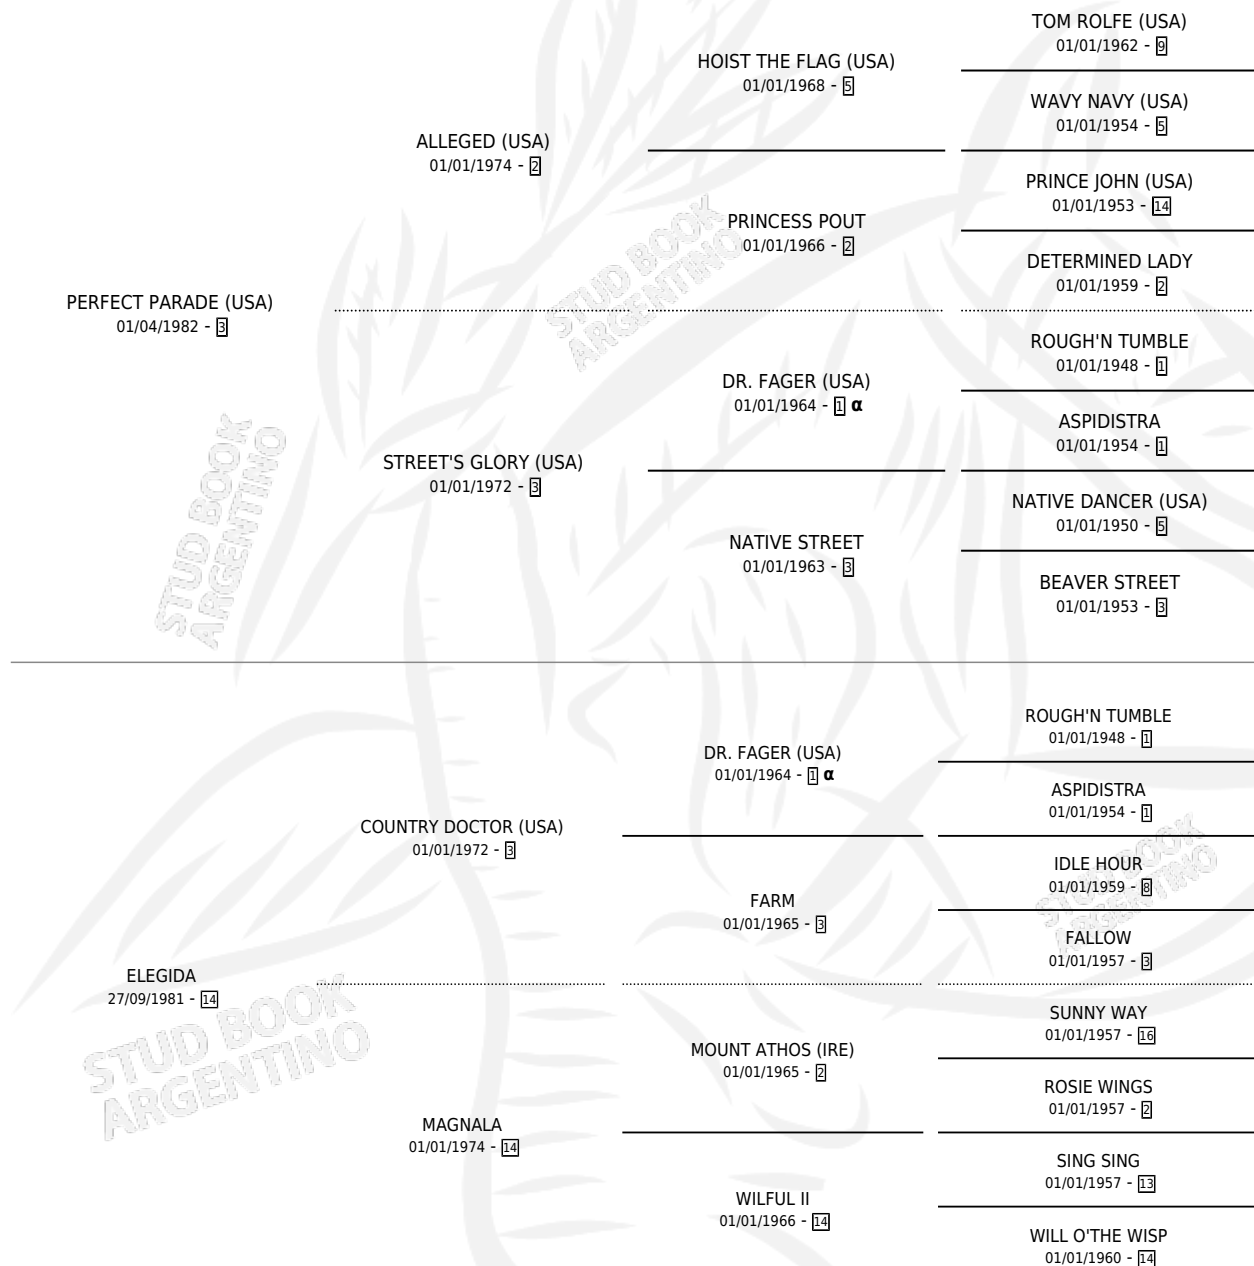 TOM ROLFE (USA)
01/01/1962 - 9
HOIST THE FLAG (USA)
01/01/1968 - 5
WAVY NAVY (USA)
01/01/1954 - 5
ALLEGED (USA)
01/01/1974 - 2
PRINCE JOHN (USA)
01/01/1953 - 14
PRINCESS POUT
01/01/1966 - 2
DETERMINED LADY
01/01/1959 - 2
PERFECT PARADE (USA)
01/04/1982 - 3
ROUGH'N TUMBLE
01/01/1948 - 1
DR. FAGER (USA)
01/01/1964 - 1 α
ASPIDISTRA
01/01/1954 - 1
STREET'S GLORY (USA)
01/01/1972 - 3
NATIVE DANCER (USA)
01/01/1950 - 5
NATIVE STREET
01/01/1963 - 3
BEAVER STREET
01/01/1953 - 3
ROUGH'N TUMBLE
01/01/1948 - 1
DR. FAGER (USA)
01/01/1964 - 1 α
ASPIDISTRA
01/01/1954 - 1
COUNTRY DOCTOR (USA)
01/01/1972 - 3
IDLE HOUR
01/01/1959 - 8
FARM
01/01/1965 - 3
FALLOW
01/01/1957 - 3
ELEGIDA
27/09/1981 - 14
SUNNY WAY
01/01/1957 - 16
MOUNT ATHOS (IRE)
01/01/1965 - 2
ROSIE WINGS
01/01/1957 - 2
MAGNALA
01/01/1974 - 14
SING SING
01/01/1957 - 13
WILFUL II
01/01/1966 - 14
WILL O'THE WISP
01/01/1960 - 14
STUD BOOK
ARGENTINO
STUD BOOK
ARGENTINO
STUD BOOK
ARGENTINO
STUD BOOK
ARGENTINO